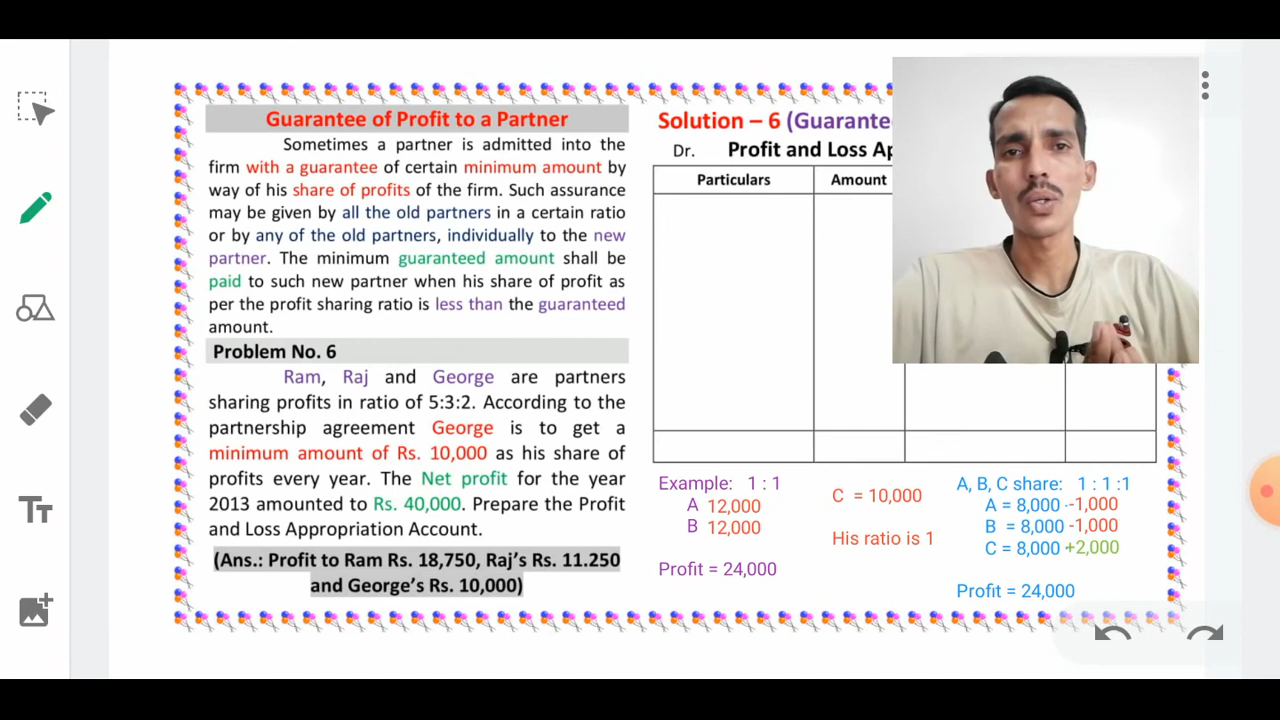 Guarantee of Profit to a Partner
Sometimes a partner is admitted into the
firm with a guarantee of certain minimum amount by
way of his share of profits of the firm. Such assurance
may be given by all the old partners in a certain ratio
or by any of the old partners, individually to the new
partner. The minimum guaranteed amount shall be
paid to such new partner when his share of profit as
per the profit sharing ratio is less than the guaranteed
amount.
Problem No. 6
Ram, Raj and George are partners
sharing profits in ratio of 5:3:2. According to the
partnership agreement George is to get a
minimum amount of Rs. 10,000 as his share of
profits every year. The Net profit for the year
2013 amounted to Rs. 40,000. Prepare the Profit
and Loss Appropriation Account.
(Ans.: Profit to Ram Rs. 18,750, Raj’s Rs. 11.250
and George’s Rs. 10,000)
Solution – 6 (Guarante
Dr. Profit and Loss Ap
Particulars Amount
Example: 1 : 1
A 12,000
B 12,000
Profit = 24,000
C = 10,000
His ratio is 1
A, B, C share: 1 : 1 :1
A = 8,000 -1,000
B = 8,000 -1,000
C = 8,000 +2,000
Profit = 24,000
Tт